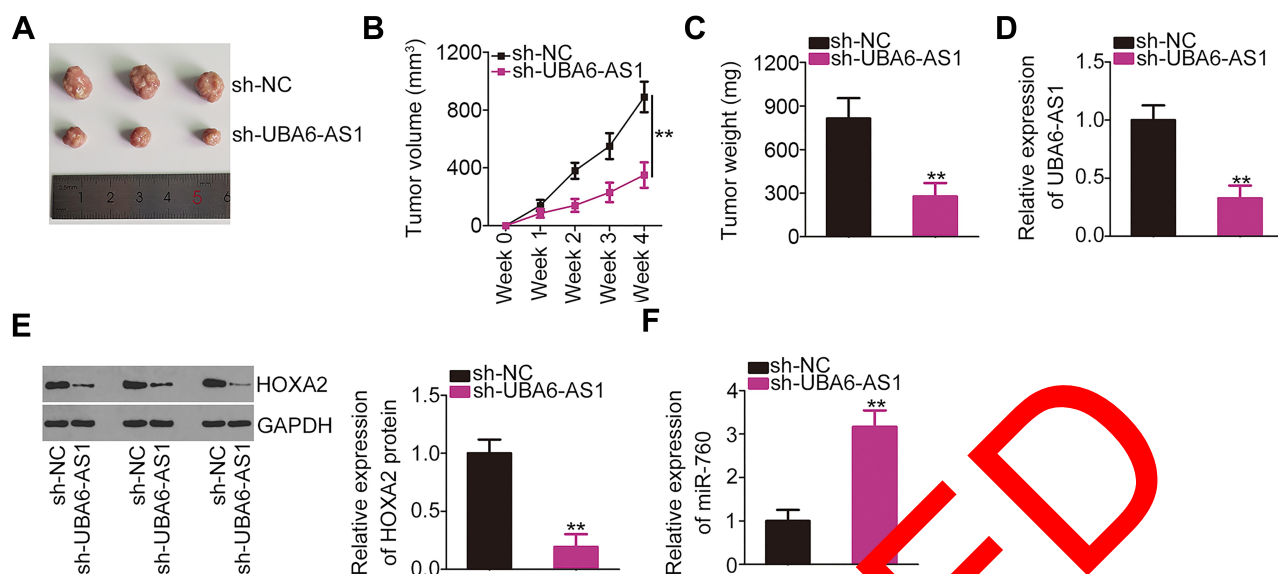 A
sh-NC
sh-UBA6-AS1
2.5mm
mm
1 2 3 4 5 6
B
Tumor volume (mm³)
1200
800
400
0
sh-NC
sh-UBA6-AS1
**
Week 0
Week 1
Week 2
Week 3
Week 4
C
Tumor weight (mg)
1200
900
600
300
0
sh-NC
sh-UBA6-AS1
**
D
Relative expression
of UBA6-AS1
1.5
1.0
0.5
0.0
sh-NC
sh-UBA6-AS1
**
E
HOXA2
GAPDH
sh-NC
sh-UBA6-AS1
sh-NC
sh-UBA6-AS1
sh-NC
sh-UBA6-AS1
Relative expression
of HOXA2 protein
1.5
1.0
0.5
0.0
sh-NC
sh-UBA6-AS1
**
F
Relative expression
of miR-760
4
3
2
1
0
sh-NC
sh-UBA6-AS1
**
D